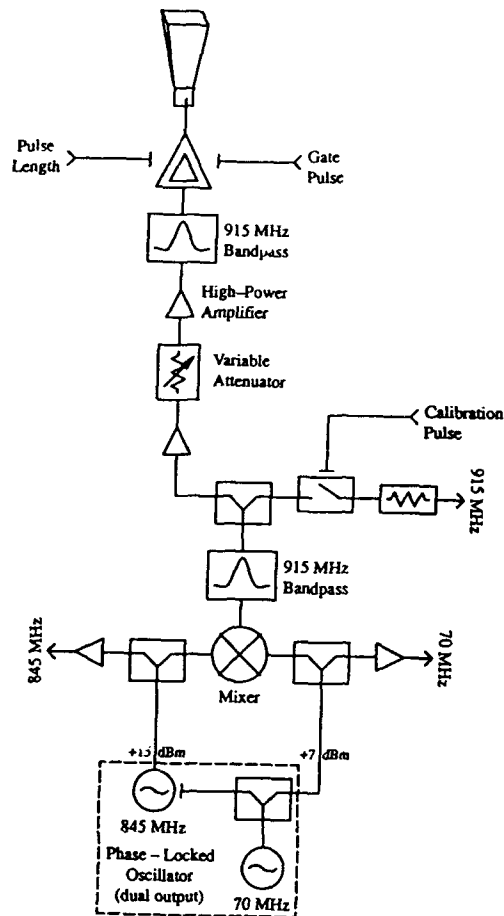 Pulse
Length
Gate
Pulse
915 MHz
Bandpass
High–Power
Amplifier
Variable
Attenuator
Calibration
Pulse
915 MHz
915 MHz
Bandpass
845 MHz
70 MHz
Mixer
+15 dBm
+7 dBm
845 MHz
Phase – Locked
Oscillator
(dual output)
70 MHz